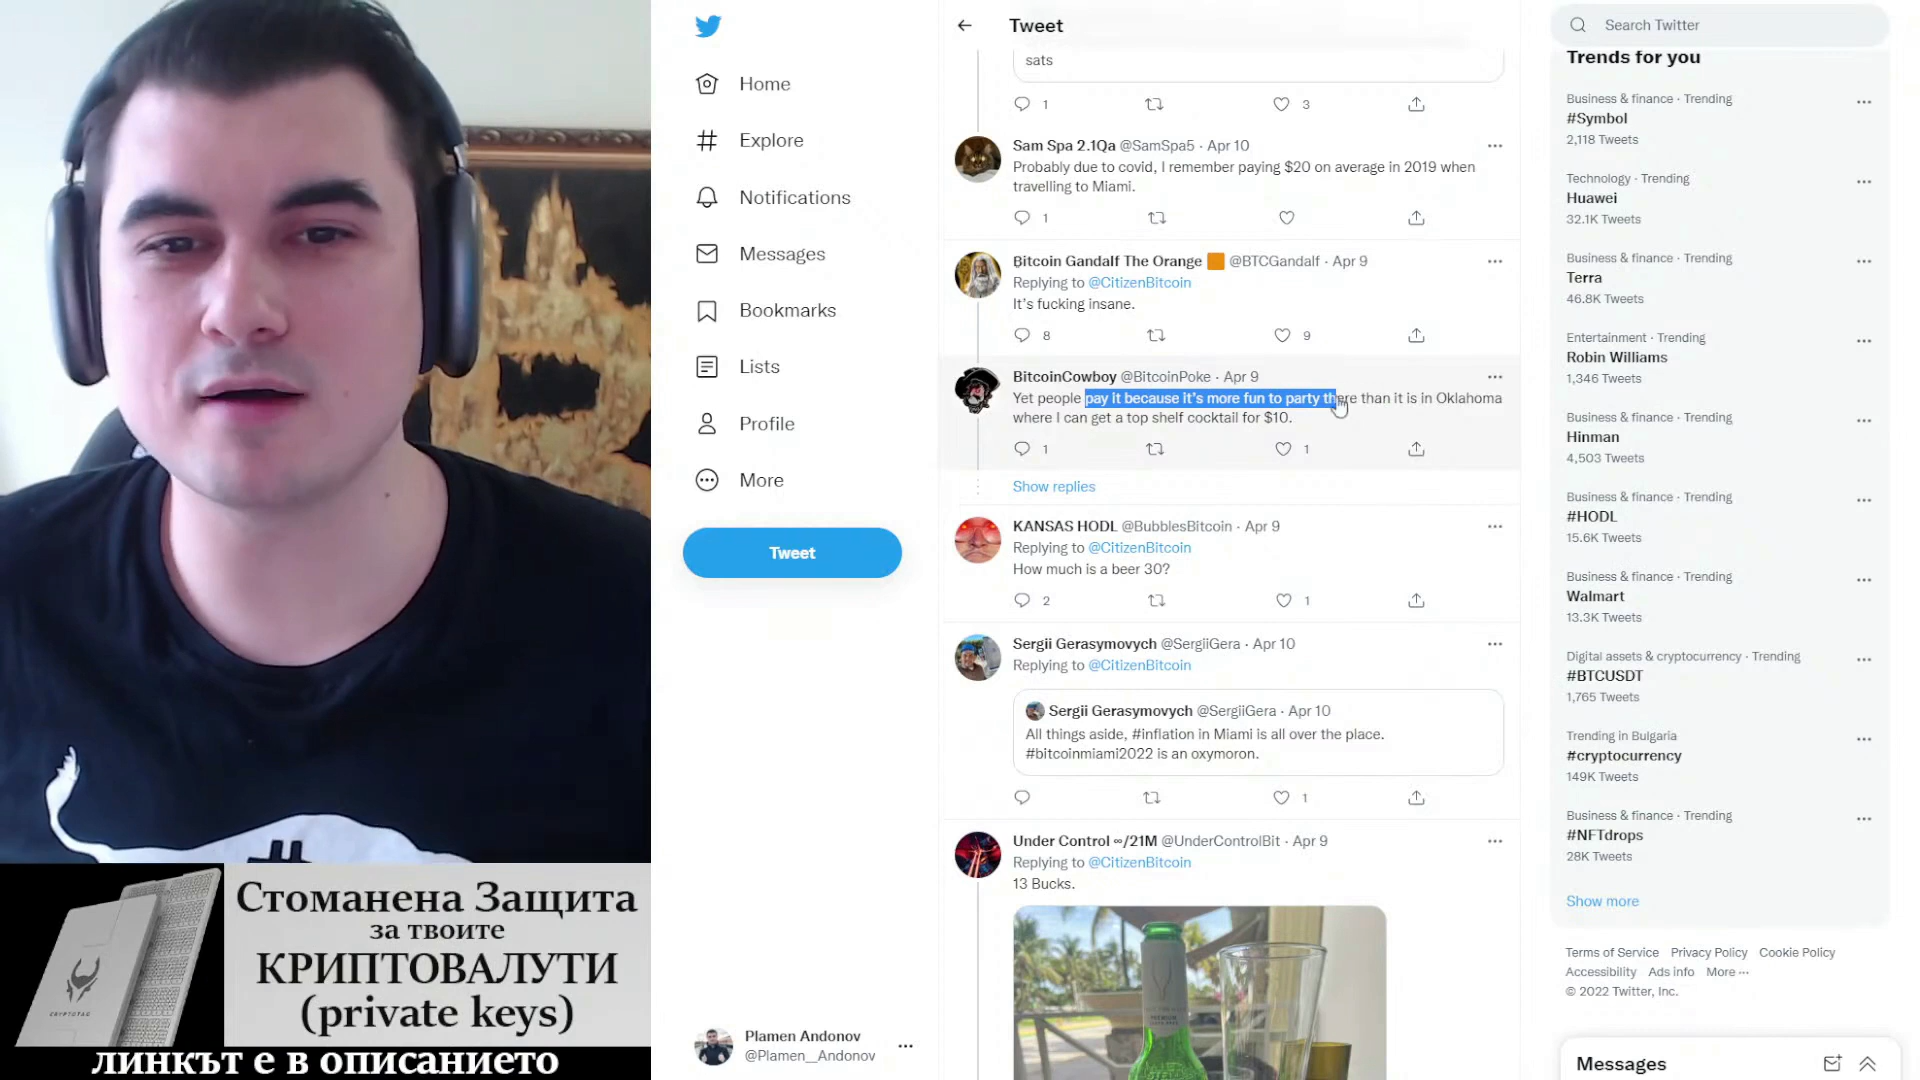 Home
Explore
Notifications
Messages
Bookmarks
Lists
Profile
More
Tweet
Plamen Andonov
@Plamen__Andonov
Tweet
sats
1 3
Sam Spa 2.1Qa @SamSpa5 · Apr 10
Probably due to covid, I remember paying $20 on average in 2019 when
travelling to Miami.
1
Bitcoin Gandalf The Orange 🟧 @BTCGandalf · Apr 9
Replying to @CitizenBitcoin
It's fucking insane.
8 9
BitcoinCowboy @BitcoinPoke · Apr 9
Yet people pay it because it's more fun to party there than it is in Oklahoma
where I can get a top shelf cocktail for $10.
1 1
Show replies
KANSAS HODL @BubblesBitcoin · Apr 9
Replying to @CitizenBitcoin
How much is a beer 30?
2 1
Sergii Gerasymovych @SergiiGera · Apr 10
Replying to @CitizenBitcoin
Sergii Gerasymovych @SergiiGera · Apr 10
All things aside, #inflation in Miami is all over the place.
#bitcoinmiami2022 is an oxymoron.
1
Under Control ∞/21M @UnderControlBit · Apr 9
Replying to @CitizenBitcoin
13 Bucks.
Search Twitter
Trends for you
Business & finance · Trending
#Symbol
2,118 Tweets
Technology · Trending
Huawei
32.1K Tweets
Business & finance · Trending
Terra
46.8K Tweets
Entertainment · Trending
Robin Williams
1,346 Tweets
Business & finance · Trending
Hinman
4,503 Tweets
Business & finance · Trending
#HODL
15.6K Tweets
Business & finance · Trending
Walmart
13.3K Tweets
Digital assets & cryptocurrency · Trending
#BTCUSDT
1,765 Tweets
Trending in Bulgaria
#cryptocurrency
149K Tweets
Business & finance · Trending
#NFTdrops
28K Tweets
Show more
Terms of Service Privacy Policy Cookie Policy
Accessibility Ads info More ···
© 2022 Twitter, Inc.
Messages
CRYPTOTAG
Стоманена Защита
за твоите
КРИПТОВАЛУТИ
(private keys)
линкът е в описанието